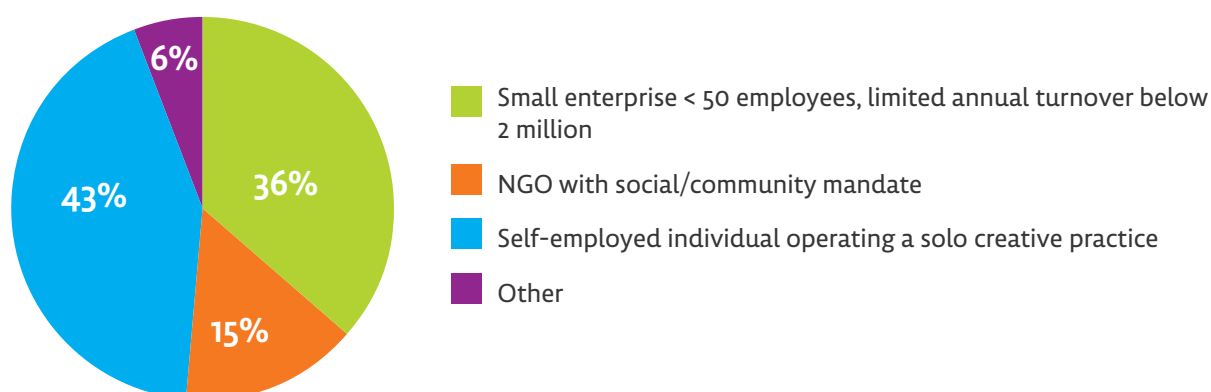 6%
43%
36%
15%
Small enterprise < 50 employees, limited annual turnover below
2 million
NGO with social/community mandate
Self-employed individual operating a solo creative practice
Other